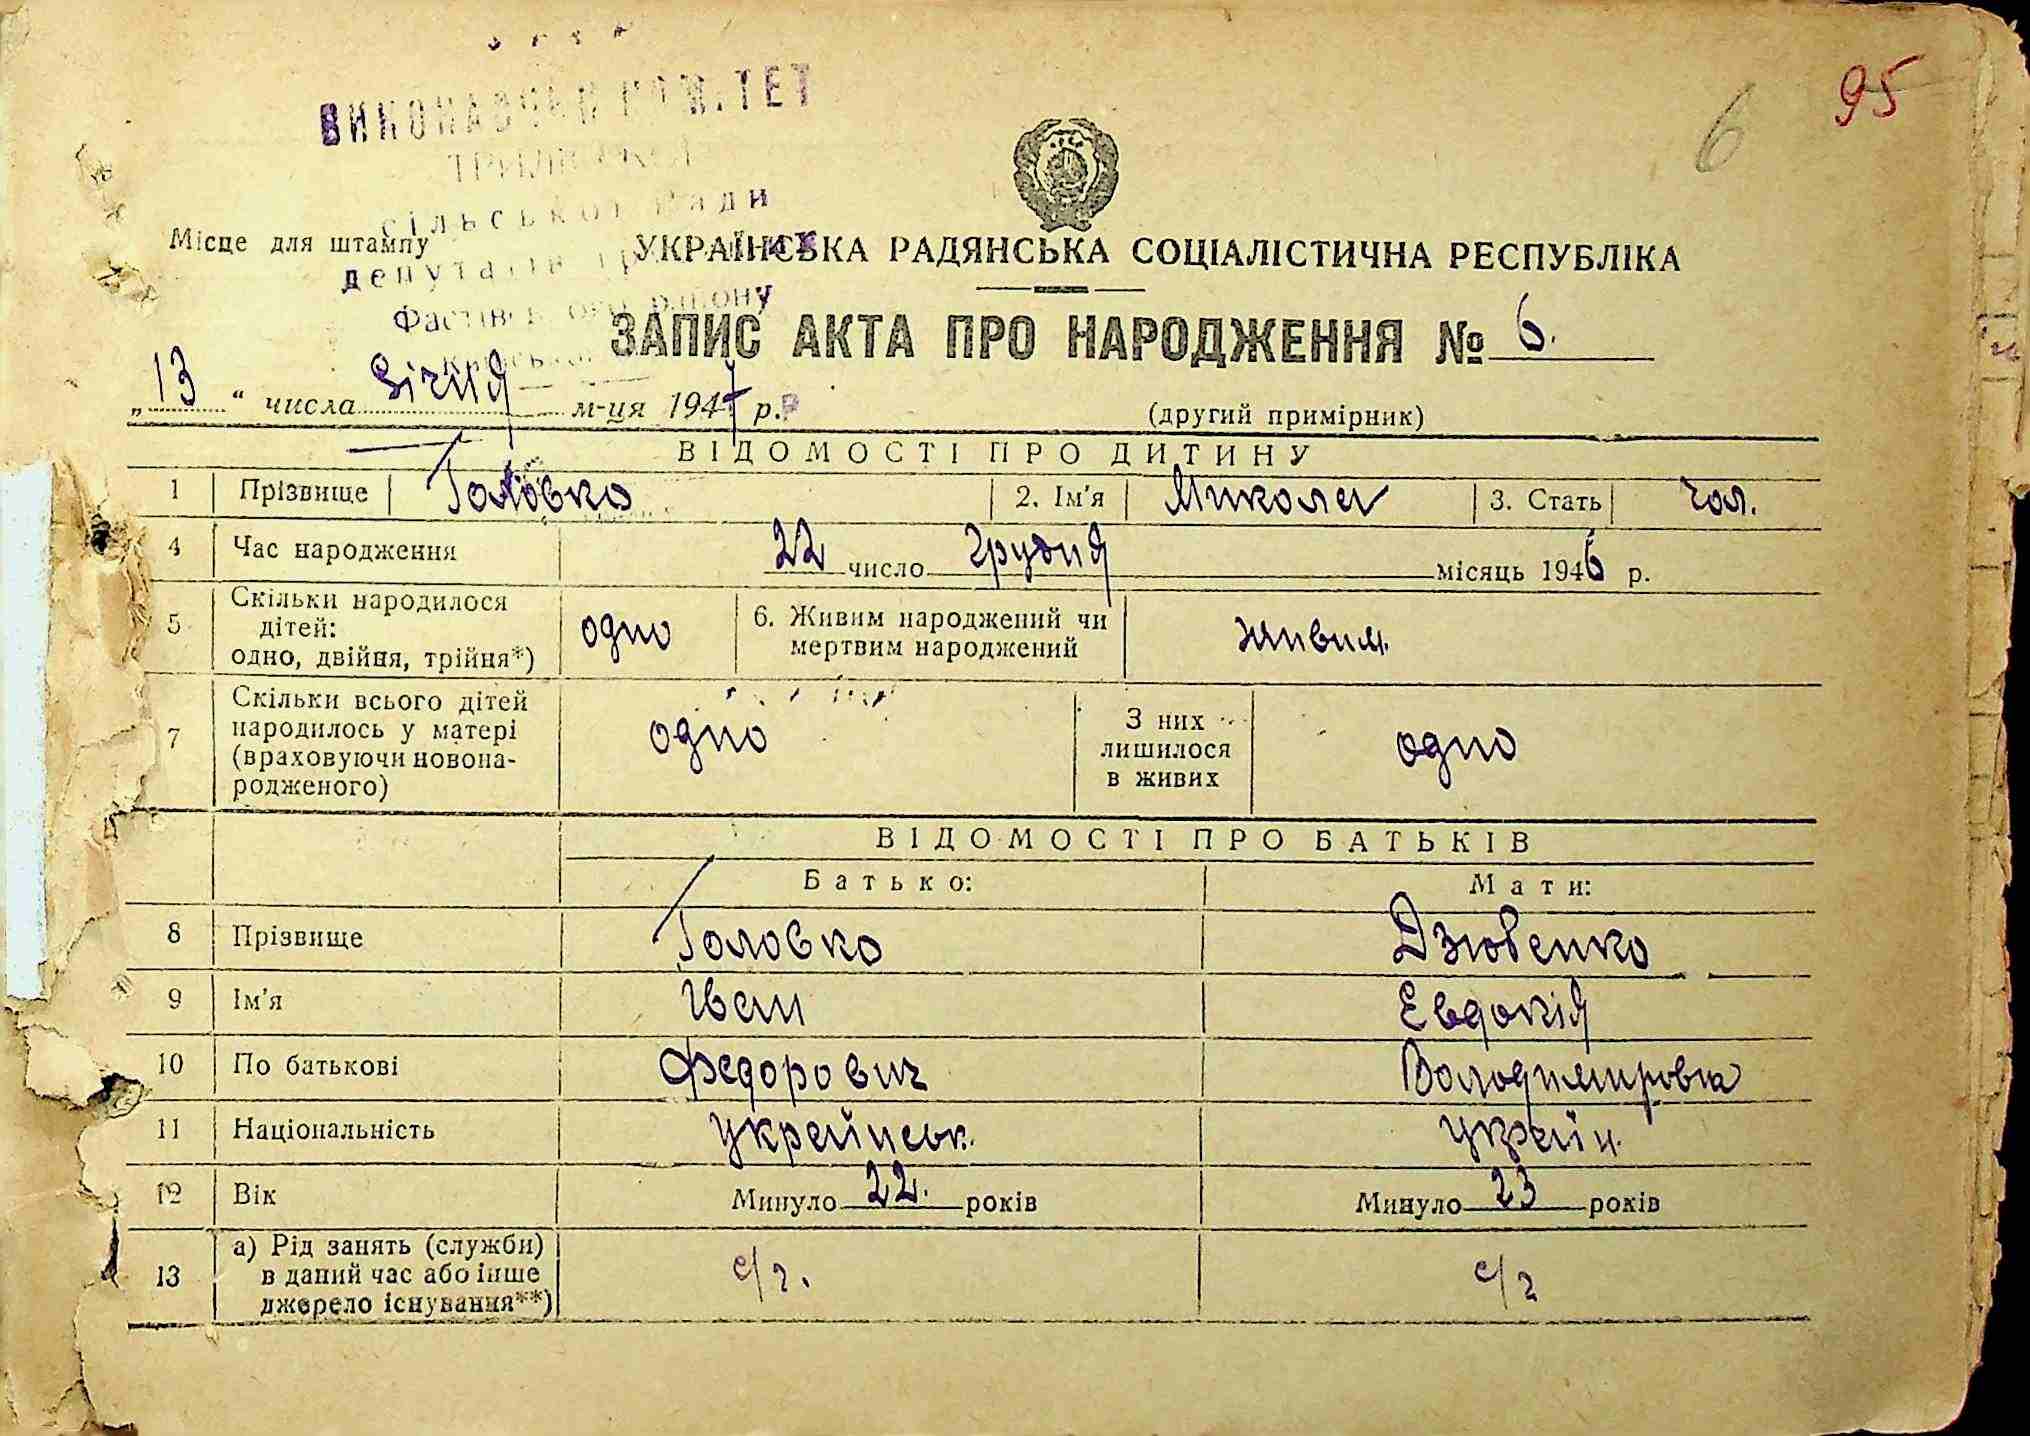 95
6
ВИКОНАВЧИЙ КОМІТЕТ
сільської Ради
Місце для штампу
депутатів
УКРАЇНСЬКА РАДЯНСЬКА СОЦІАЛІСТИЧНА РЕСПУБЛІКА
Фастівського району
ЗАПИС АКТА ПРО НАРОДЖЕННЯ № 6.
„13“ числа січня м-ця 1947 р.
(другий примірник)
ВІДОМОСТІ ПРО ДИТИНУ
1 Прізвище Головко 2. Ім'я Микола 3. Стать чол.
4 Час народження 22 число грудня місяць 1946 р.
5 Скільки народилося дітей: одно, двійня, трійня*) одно 6. Живим народжений чи мертвим народжений живим.
7 Скільки всього дітей народилось у матері (враховуючи новонародженого) одно З них лишилося в живих одно
ВІДОМОСТІ ПРО БАТЬКІВ
Батько: Мати:
8 Прізвище Головко Дзюбенко
9 Ім'я Іван Евдокія
10 По батькові Федорович Володимировна
11 Національність українськ. україн.
12 Вік Минуло 22. років Минуло 23 років
13 а) Рід занять (служби) в даний час або інше джерело існування**) с/г. с/г